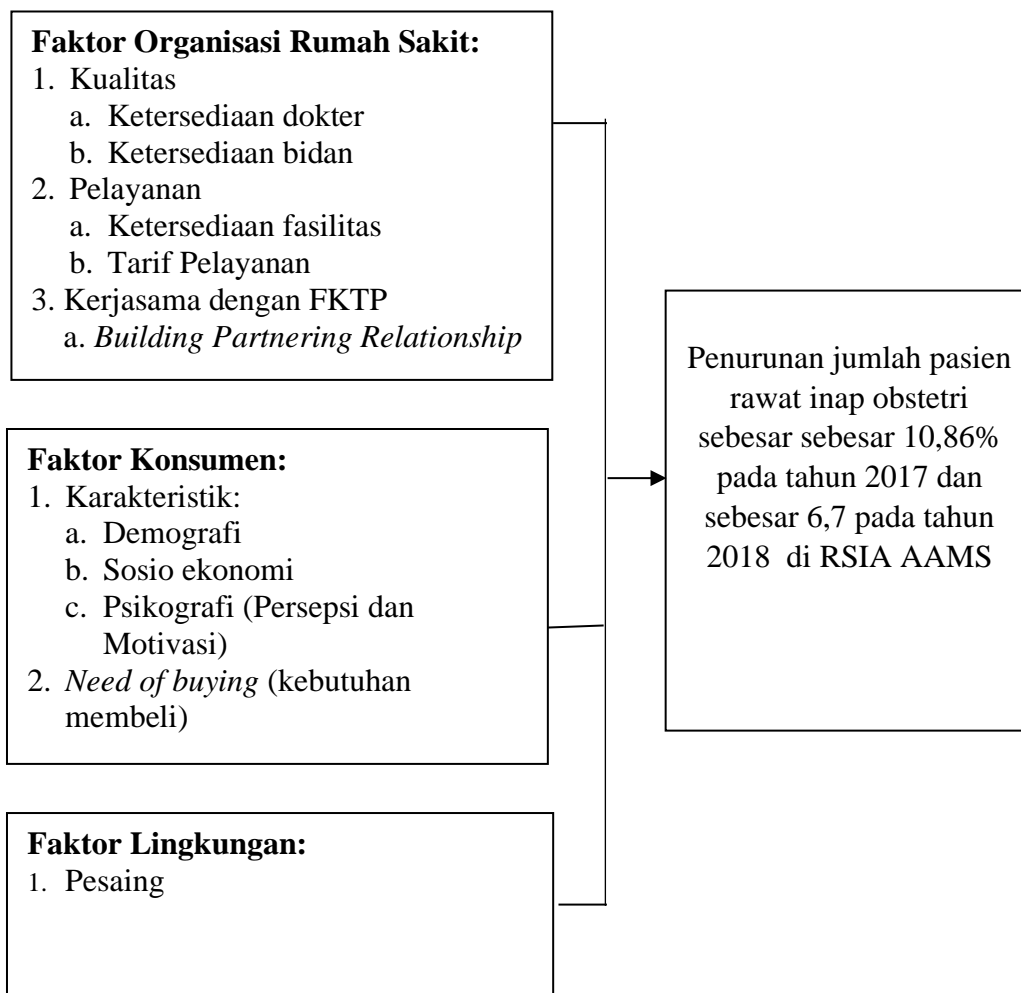 Faktor Organisasi Rumah Sakit:
1. Kualitas
a. Ketersediaan dokter
b. Ketersediaan bidan
2. Pelayanan
a. Ketersediaan fasilitas
b. Tarif Pelayanan
3. Kerjasama dengan FKTP
a. Building Partnering Relationship
Faktor Konsumen:
1. Karakteristik:
a. Demografi
b. Sosio ekonomi
c. Psikografi (Persepsi dan
Motivasi)
2. Need of buying (kebutuhan
membeli)
Faktor Lingkungan:
1. Pesaing
Penurunan jumlah pasien
rawat inap obstetri
sebesar sebesar 10,86%
pada tahun 2017 dan
sebesar 6,7 pada tahun
2018 di RSIA AAMS